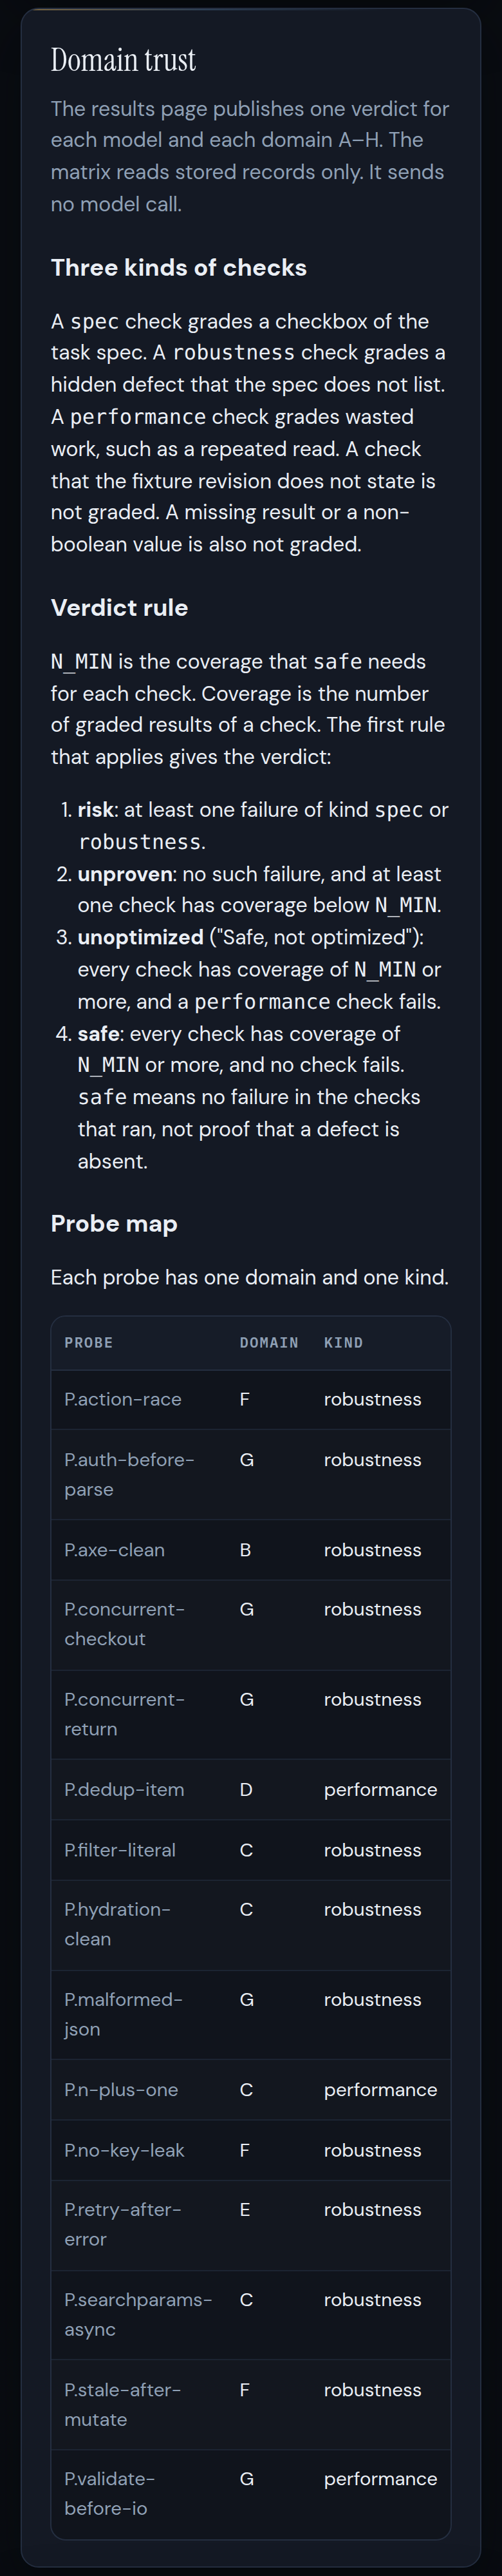 Domain trust
The results page publishes one verdict for
each model and each domain A–H. The
matrix reads stored records only. It sends
no model call.
Three kinds of checks
A spec check grades a checkbox of the
task spec. A robustness check grades a
hidden defect that the spec does not list.
A performance check grades wasted
work, such as a repeated read. A check
that the fixture revision does not state is
not graded. A missing result or a non-
boolean value is also not graded.
Verdict rule
N_MIN is the coverage that safe needs
for each check. Coverage is the number
of graded results of a check. The first rule
that applies gives the verdict:
1. risk: at least one failure of kind spec or
robustness.
2. unproven: no such failure, and at least
one check has coverage below N_MIN.
3. unoptimized ("Safe, not optimized"):
every check has coverage of N_MIN or
more, and a performance check fails.
4. safe: every check has coverage of
N_MIN or more, and no check fails.
safe means no failure in the checks
that ran, not proof that a defect is
absent.
Probe map
Each probe has one domain and one kind.
PROBE DOMAIN KIND
P.action-race F robustness
P.auth-before- G robustness
parse
P.axe-clean B robustness
P.concurrent- G robustness
checkout
P.concurrent- G robustness
return
P.dedup-item D performance
P.filter-literal C robustness
P.hydration- C robustness
clean
P.malformed- G robustness
json
P.n-plus-one C performance
P.no-key-leak F robustness
P.retry-after- E robustness
error
P.searchparams- C robustness
async
P.stale-after- F robustness
mutate
P.validate- G performance
before-io